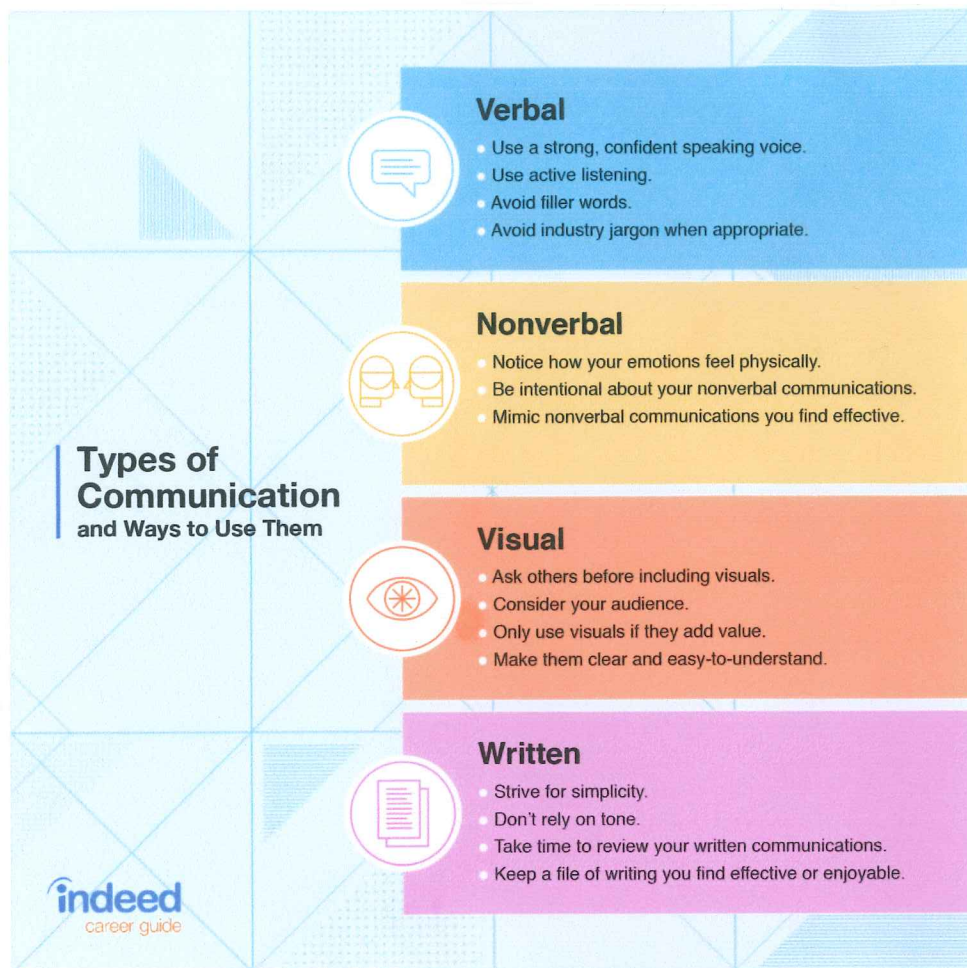 Types of
Communication
and Ways to Use Them
Verbal
Use a strong, confident speaking voice.
Use active listening.
Avoid filler words.
Avoid industry jargon when appropriate.
Nonverbal
Notice how your emotions feel physically.
Be intentional about your nonverbal communications.
Mimic nonverbal communications you find effective.
Visual
Ask others before including visuals.
Consider your audience.
Only use visuals if they add value.
Make them clear and easy-to-understand.
Written
Strive for simplicity.
Don't rely on tone.
Take time to review your written communications.
Keep a file of writing you find effective or enjoyable.
indeed
career guide